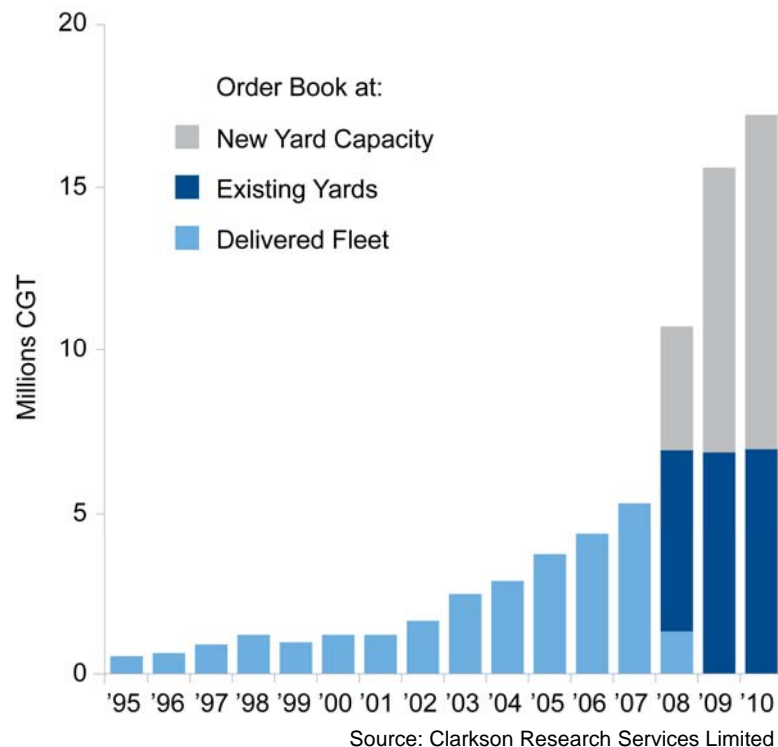 20
Order Book at:
New Yard Capacity
Existing Yards
Delivered Fleet
15
Millions CGT
10
5
0
’95 ’96 ’97 ’98 ’99 ’00 ’01 ’02 ’03 ’04 ’05 ’06 ’07 ’08 ’09 ’10
Source: Clarkson Research Services Limited